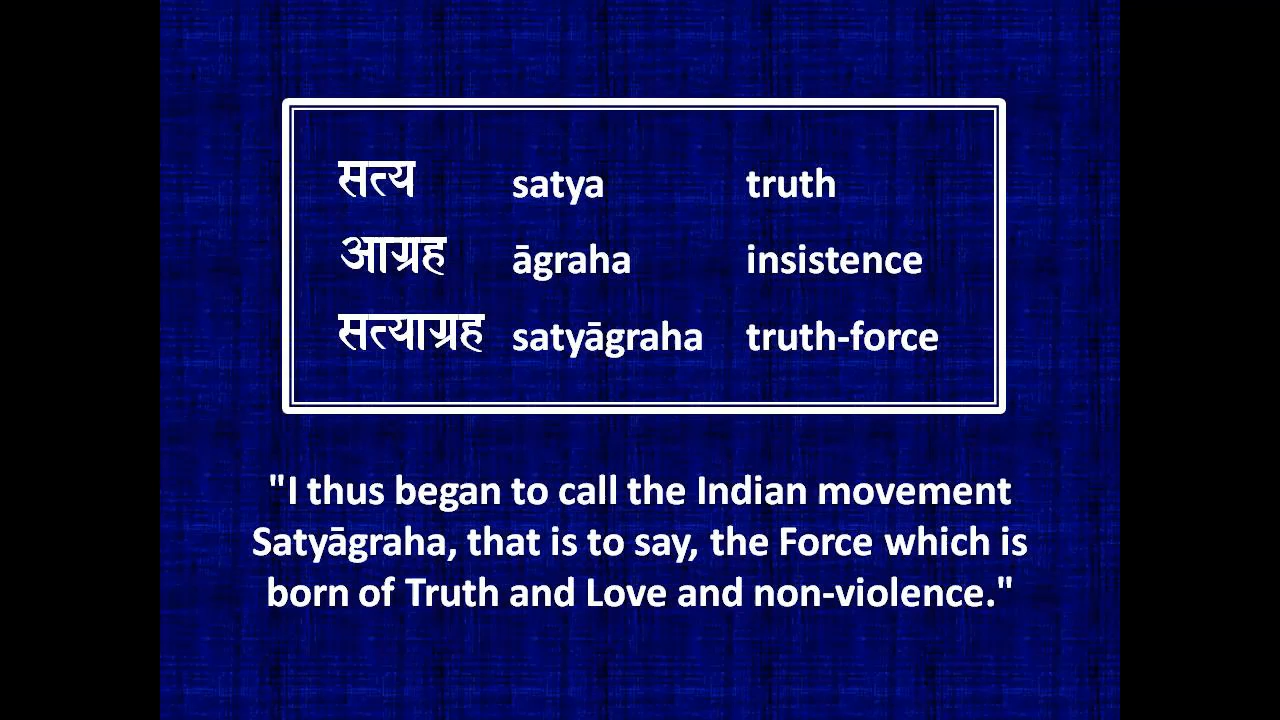 सत्य satya truth
आग्रह āgraha insistence
सत्याग्रह satyāgraha truth-force
"I thus began to call the Indian movement
Satyāgraha, that is to say, the Force which is
born of Truth and Love and non-violence."